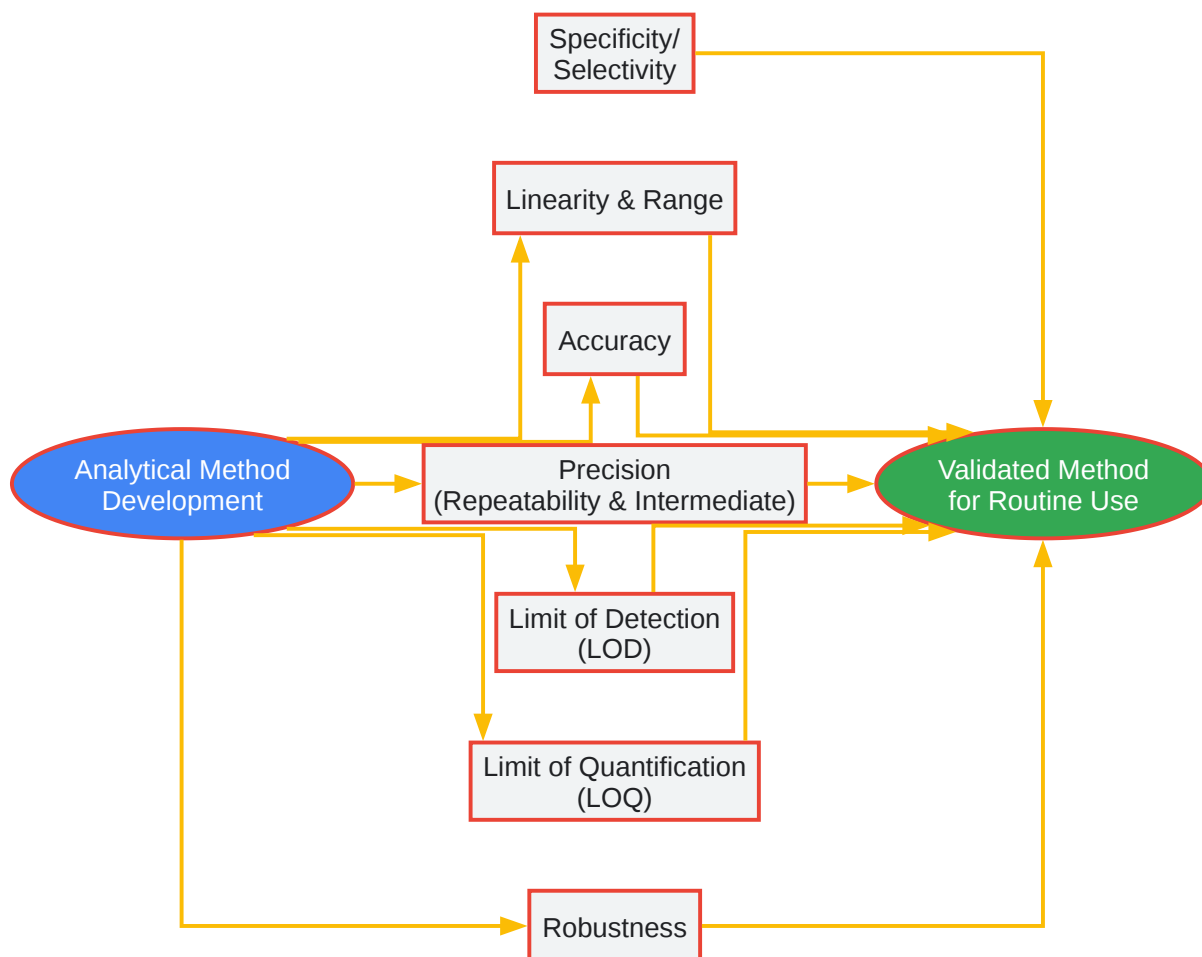 Specificity/
Selectivity
Linearity & Range
Accuracy
Analytical Method
Development
Precision
(Repeatability & Intermediate)
Validated Method
for Routine Use
Limit of Detection
(LOD)
Limit of Quantification
(LOQ)
Robustness